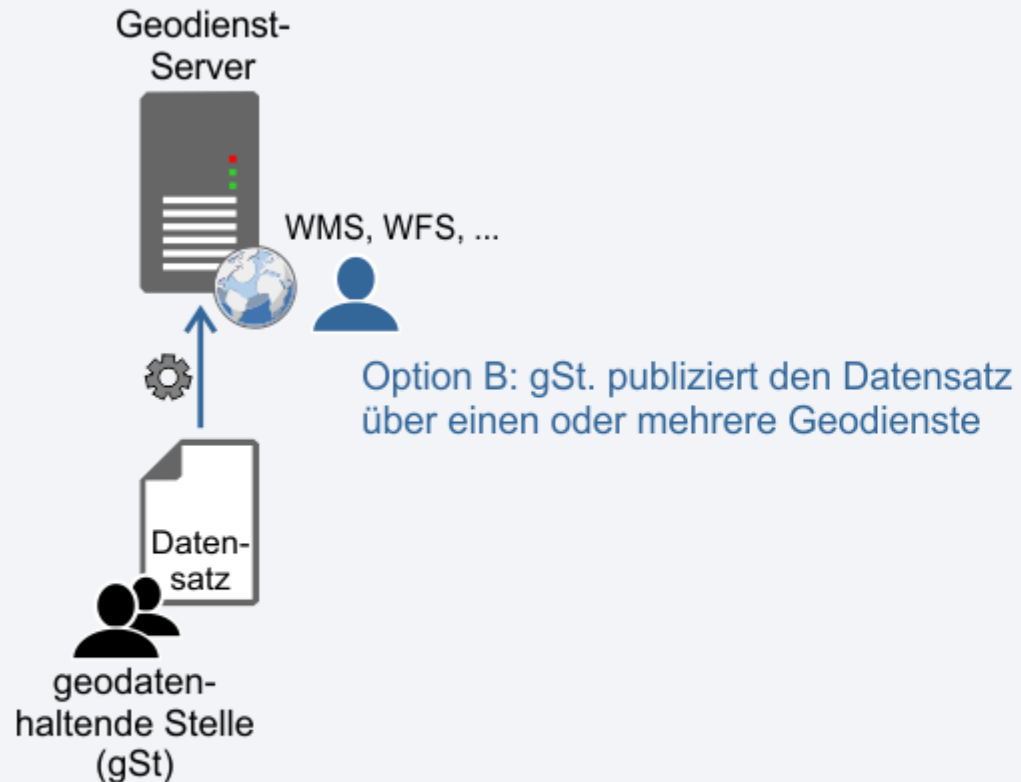 Geodienst-
Server
WMS, WFS, ...
Option B: gSt. publiziert den Datensatz
über einen oder mehrere Geodienste
Daten-
satz
geodaten-
haltende Stelle
(gSt)